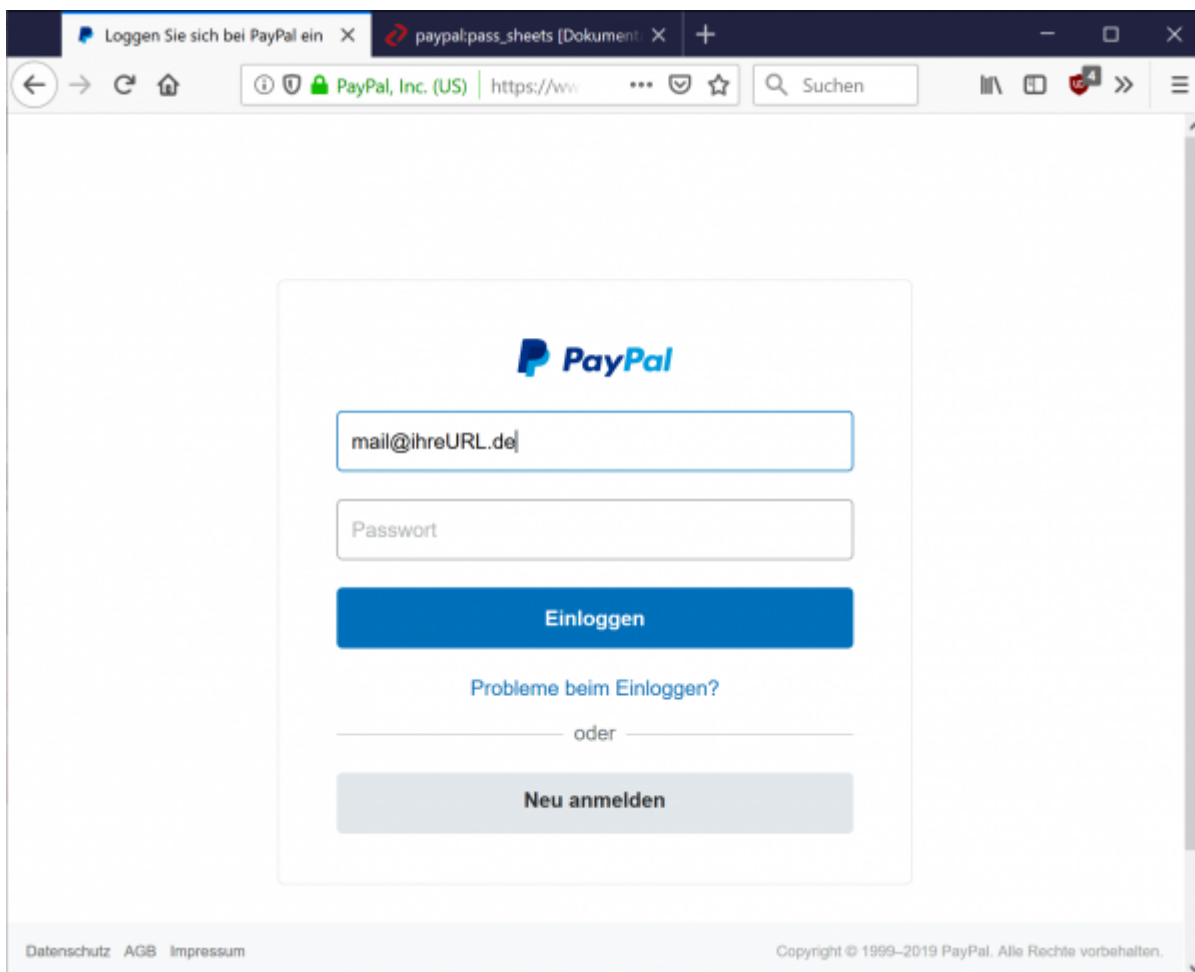 Loggen Sie sich bei PayPal ein
paypal:pass_sheets [Dokument
PayPal, Inc. (US) https://ww
Suchen
4
PayPal
mail@ihreURL.de
Passwort
Einloggen
Probleme beim Einloggen?
oder
Neu anmelden
Datenschutz AGB Impressum
Copyright © 1999–2019 PayPal. Alle Rechte vorbehalten.